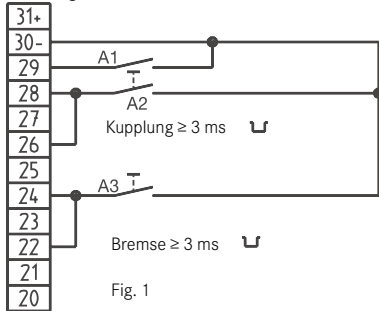 31+
30-
29
A1
28
A2
27
Kupplung ≥ 3 ms
26
25
24
A3
23
22
Bremse ≥ 3 ms
21
20
Fig. 1